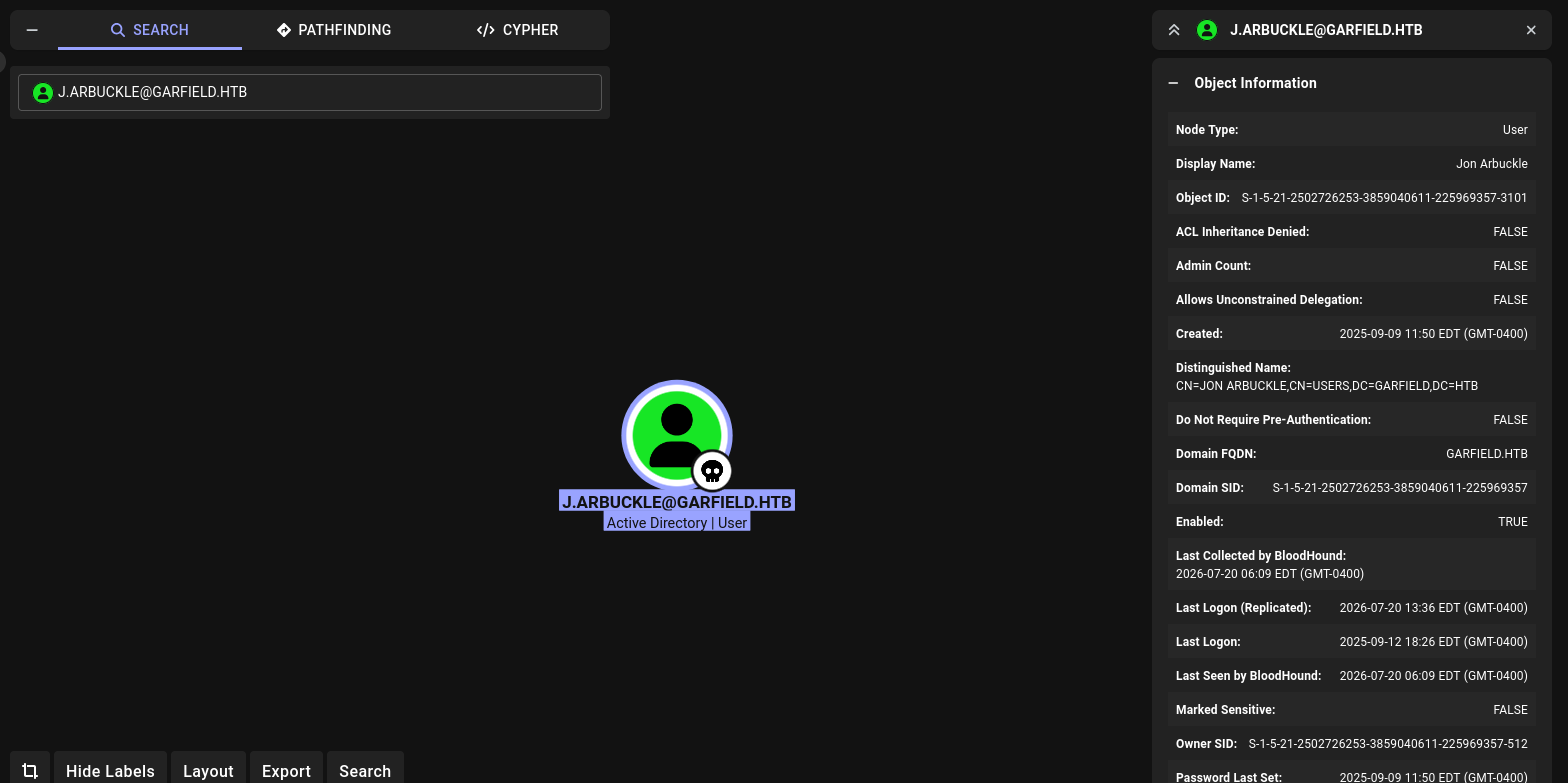 SEARCH
PATHFINDING
</> CYPHER
J.ARBUCKLE@GARFIELD.HTB
J.ARBUCKLE@GARFIELD.HTB
Active Directory | User
Hide Labels
Layout
Export
Search
J.ARBUCKLE@GARFIELD.HTB
Object Information
Node Type: User
Display Name: Jon Arbuckle
Object ID: S-1-5-21-2502726253-3859040611-225969357-3101
ACL Inheritance Denied: FALSE
Admin Count: FALSE
Allows Unconstrained Delegation: FALSE
Created: 2025-09-09 11:50 EDT (GMT-0400)
Distinguished Name:
CN=JON ARBUCKLE,CN=USERS,DC=GARFIELD,DC=HTB
Do Not Require Pre-Authentication: FALSE
Domain FQDN: GARFIELD.HTB
Domain SID: S-1-5-21-2502726253-3859040611-225969357
Enabled: TRUE
Last Collected by BloodHound:
2026-07-20 06:09 EDT (GMT-0400)
Last Logon (Replicated): 2026-07-20 13:36 EDT (GMT-0400)
Last Logon: 2025-09-12 18:26 EDT (GMT-0400)
Last Seen by BloodHound: 2026-07-20 06:09 EDT (GMT-0400)
Marked Sensitive: FALSE
Owner SID: S-1-5-21-2502726253-3859040611-225969357-512
Password Last Set: 2025-09-09 11:50 EDT (GMT-0400)